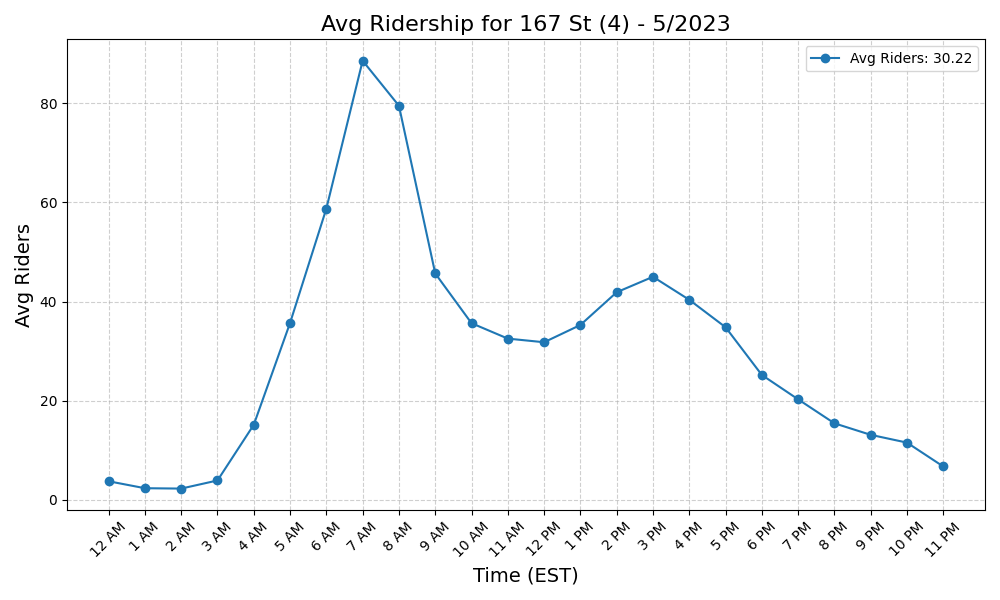 Avg Ridership for 167 St (4) - 5/2023
Avg Riders: 30.22
Avg Riders
80
60
40
20
0
12 AM
1 AM
2 AM
3 AM
4 AM
5 AM
6 AM
7 AM
8 AM
9 AM
10 AM
11 AM
12 PM
1 PM
2 PM
3 PM
4 PM
5 PM
6 PM
7 PM
8 PM
9 PM
10 PM
11 PM
Time (EST)